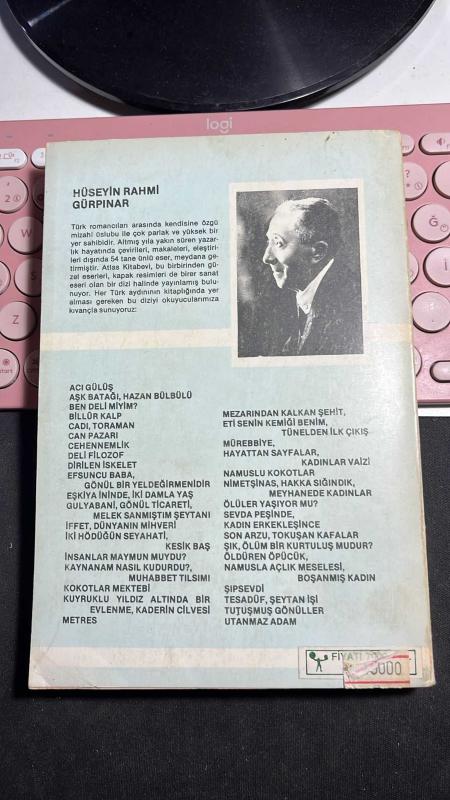 logi
HÜSEYİN RAHMİ
GÜRPINAR
Türk romancıları arasında kendisine özgü
mizahî üslubu ile çok parlak ve yüksek bir
yer sahibidir. Altmış yıla yakın süren yazar-
lık hayatında çevirileri, makaleleri, eleştiri-
leri dışında 54 tane ünlü eser, meydana ge-
tirmiştir. Atlas Kitabevi, bu birbirinden gü-
zel eserleri, kapak resimleri de birer sanat
eseri olan bir dizi halinde yayınlamış bulu-
nuyor. Her Türk aydınının kitaplığında yer
alması gereken bu diziyi okuyucularımıza
kıvançla sunuyoruz:
ACI GÜLÜŞ
AŞK BATAĞI, HAZAN BÜLBÜLÜ
BEN DELİ MİYİM?
BİLLÛR KALP
CADI, TORAMAN
CAN PAZARI
CEHENNEMLİK
DELİ FİLOZOF
DİRİLEN İSKELET
EFSUNCU BABA,
GÖNÜL BİR YELDEĞİRMENİDİR
EŞKİYA İNİNDE, İKİ DAMLA YAŞ
GULYABANİ, GÖNÜL TİCARETİ,
MELEK SANMIŞTIM ŞEYTANI
İFFET, DÜNYANIN MİHVERİ
İKİ HÖDÜĞÜN SEYAHATİ,
KESİK BAŞ
İNSANLAR MAYMUN MUYDU?
KAYNANAM NASIL KUDURDU?,
MUHABBET TILSIMI
KOKOTLAR MEKTEBİ
KUYRUKLU YILDIZ ALTINDA BİR
EVLENME, KADERİN CİLVESİ
METRES
MEZARINDAN KALKAN ŞEHİT,
ETİ SENİN KEMİĞİ BENİM,
TÜNELDEN İLK ÇIKIŞ
MÜREBBİYE,
HAYATTAN SAYFALAR,
KADINLAR VAİZİ
NAMUSLU KOKOTLAR
NİMETŞİNAS, HAKKA SIĞINDIK,
MEYHANEDE KADINLAR
ÖLÜLER YAŞIYOR MU?
SEVDA PEŞİNDE,
KADIN ERKEKLEŞİNCE
SON ARZU, TOKUŞAN KAFALAR
ŞIK, ÖLÜM BİR KURTULUŞ MUDUR?
ÖLDÜREN ÖPÜCÜK,
NAMUSLA AÇLIK MESELESİ,
BOŞANMIŞ KADIN
ŞIPSEVDİ
TESADÜF, ŞEYTAN İŞİ
TUTUŞMUŞ GÖNÜLLER
UTANMAZ ADAM
FİYATI